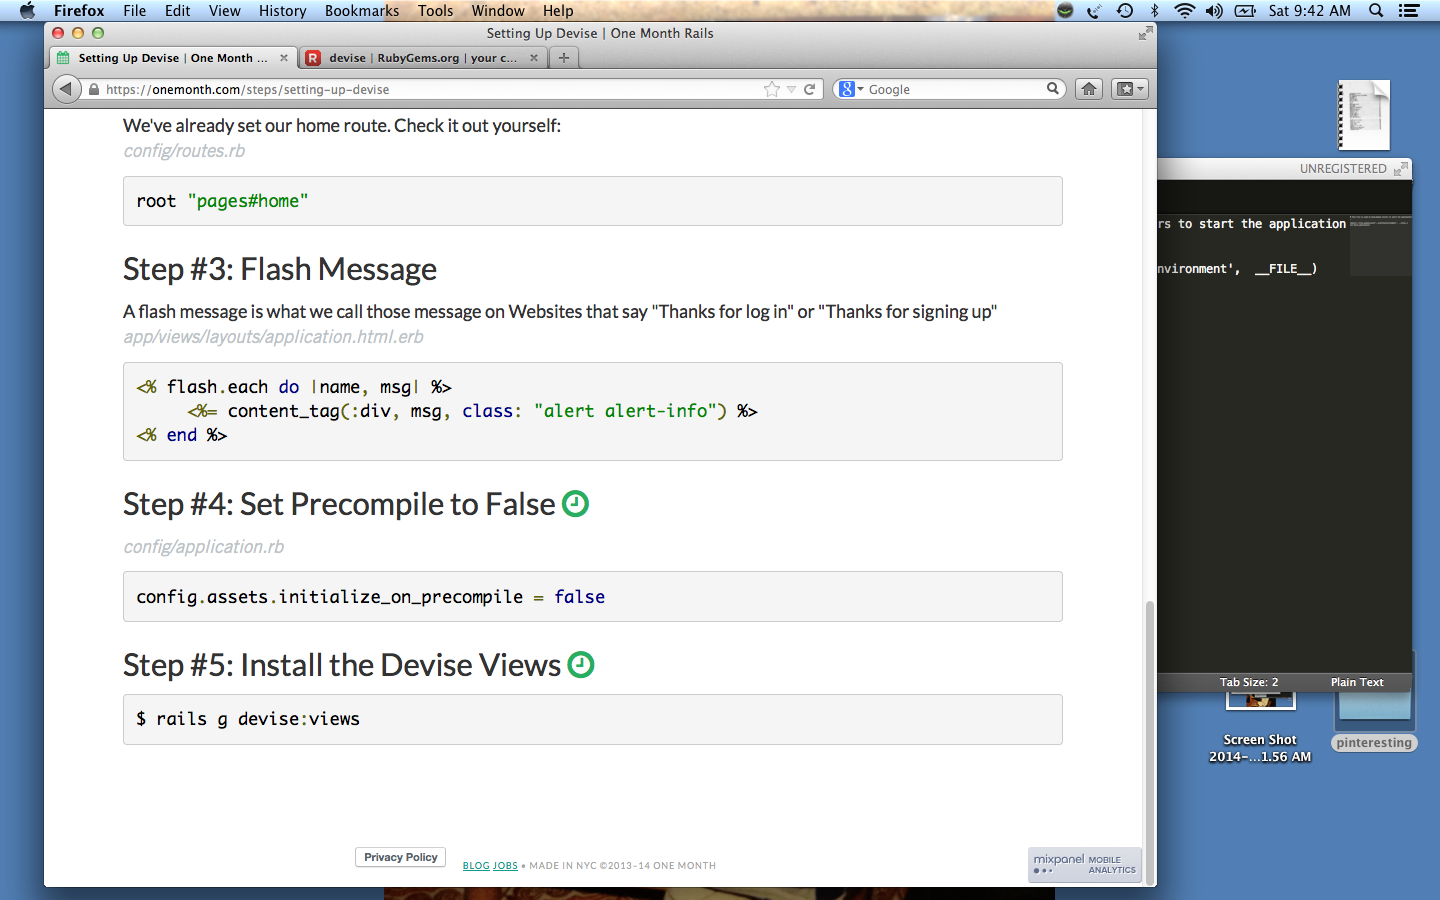 Firefox File Edit View History Bookmarks Tools Window Help Sat 9:42 AM
Setting Up Devise | One Month Rails
Setting Up Devise | One Month ... devise | RubyGems.org | your c...
https://onemonth.com/steps/setting-up-devise Google
We've already set our home route. Check it out yourself:
config/routes.rb
root "pages#home"
Step #3: Flash Message
A flash message is what we call those message on Websites that say "Thanks for log in" or "Thanks for signing up"
app/views/layouts/application.html.erb
<% flash.each do |name, msg| %>
<%= content_tag(:div, msg, class: "alert alert-info") %>
<% end %>
Step #4: Set Precompile to False
config/application.rb
config.assets.initialize_on_precompile = false
Step #5: Install the Devise Views
$ rails g devise:views
Privacy Policy
BLOG JOBS • MADE IN NYC ©2013-14 ONE MONTH
mixpanel MOBILE
ANALYTICS
UNREGISTERED
rs to start the application
nvironment', __FILE__)
Tab Size: 2 Plain Text
Screen Shot
2014-...1.56 AM
pinteresting